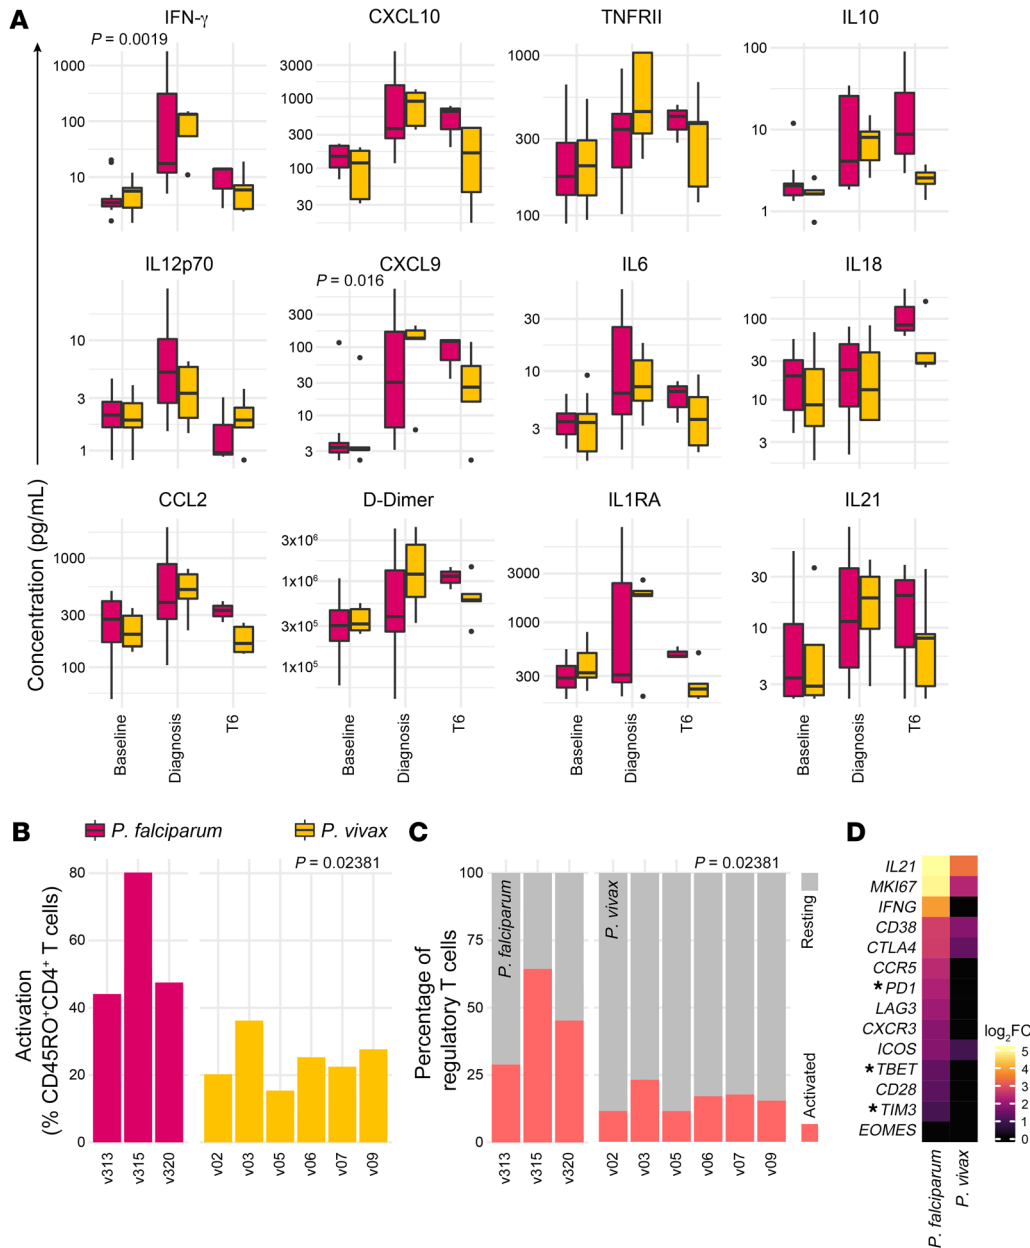 A
IFN-γ
CXCL10
TNFRII
IL10
P = 0.0019
1000
100
10
3000
1000
300
100
30
1000
300
100
100
10
1
IL12p70
CXCL9
IL6
IL18
P = 0.016
10
3
1
300
100
30
10
3
30
10
3
100
30
10
3
Concentration (pg/mL)
CCL2
D-Dimer
IL1RA
IL21
1000
300
100
3x10⁶
1x10⁶
3x10⁵
1x10⁵
3000
1000
300
30
10
3
Baseline
Diagnosis
T6
Baseline
Diagnosis
T6
Baseline
Diagnosis
T6
Baseline
Diagnosis
T6
B
P. falciparum
P. vivax
P = 0.02381
Activation
(% CD45RO⁺CD4⁺ T cells)
80
60
40
20
0
v313
v315
v320
v02
v03
v05
v06
v07
v09
C
P = 0.02381
Percentage of
regulatory T cells
100
75
50
25
0
P. falciparum
P. vivax
Resting
Activated
v313
v315
v320
v02
v03
v05
v06
v07
v09
D
IL21
MKI67
IFNG
CD38
CTLA4
CCR5
*PD1
LAG3
CXCR3
ICOS
*TBET
CD28
*TIM3
EOMES
P. falciparum
P. vivax
log₂FC
5
4
3
2
1
0